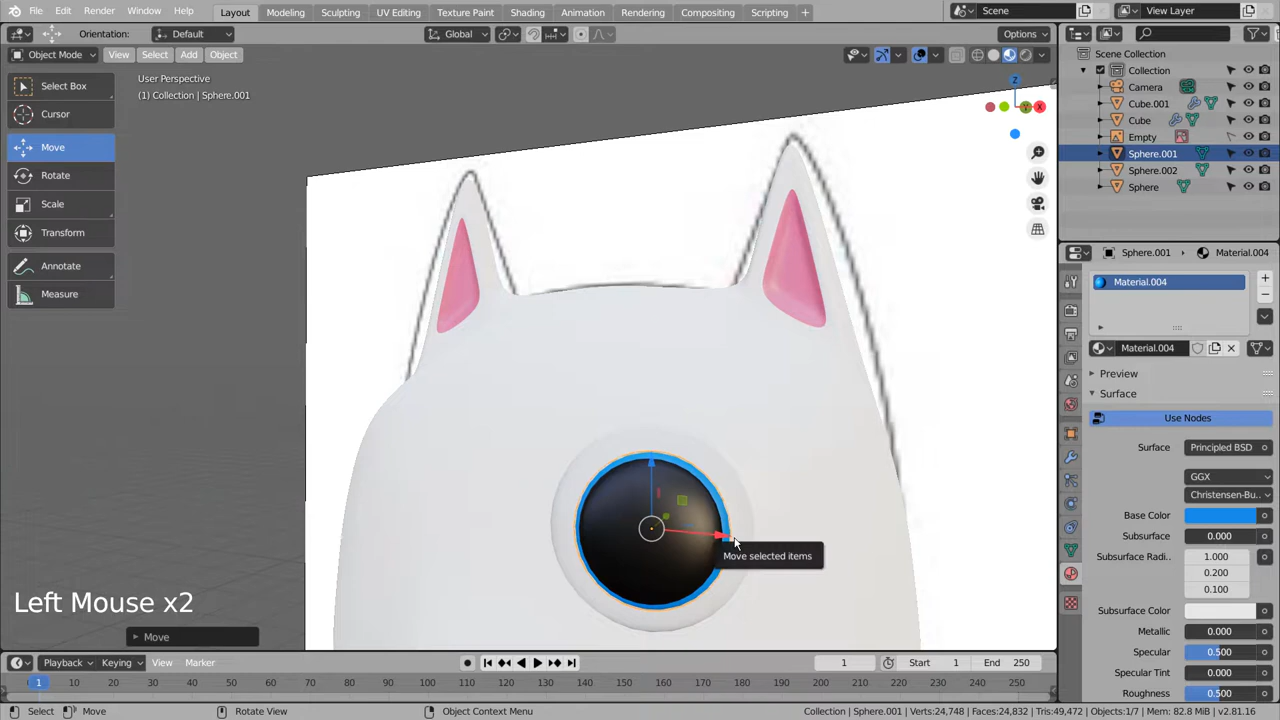 File Edit Render Window Help Layout Modeling Sculpting UV Editing Texture Paint Shading Animation Rendering Compositing Scripting + Scene View Layer
Orientation: Default Global Options
Object Mode View Select Add Object
Select Box
Cursor
Move
Rotate
Scale
Transform
Annotate
Measure
User Perspective
(1) Collection | Sphere.001
Z
Y
X
Move selected items
Left Mouse x2
Move
Scene Collection
Collection
Camera
Cube.001
Cube
Empty
Sphere.001
Sphere.002
Sphere
Sphere.001 Material.004
Material.004
Material.004
Preview
Surface
Use Nodes
Surface Principled BSD
GGX
Christensen-Bu..
Base Color
Subsurface 0.000
Subsurface Radi.. 1.000
0.200
0.100
Subsurface Color
Metallic 0.000
Specular 0.500
Specular Tint 0.000
Roughness 0.500
Playback Keying View Marker 1 Start 1 End 250
1 10 20 30 40 50 60 70 80 90 100 110 120 130 140 150 160 170 180 190 200 210 220 230 240 250
Select Move Rotate View Object Context Menu Collection | Sphere.001 | Verts:24,748 | Faces:24,832 | Tris:49,472 | Objects:1/7 | Mem: 82.8 MiB | v2.81.16